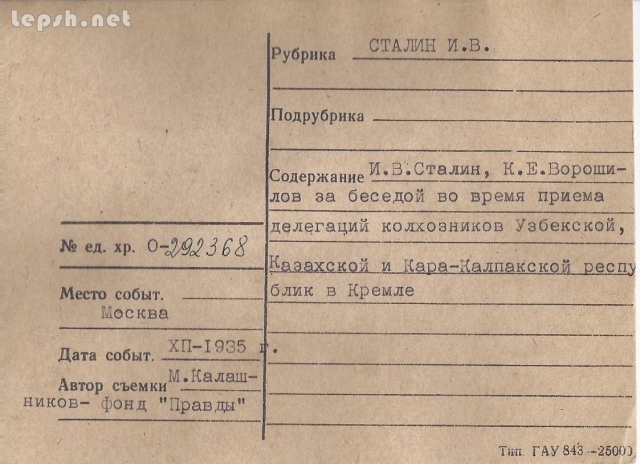 Lepsh.net
Рубрика СТАЛИН И.В.
Подрубрика
Содержание И.В.Сталин, К.Е.Вороши-
лов за беседой во время приема
делегаций колхозников Узбекской,
Казахской и Кара-Калпакской респу
блик в Кремле
№ ед. хр. О-292368
Место событ.
Москва
Дата событ. ХП-1935 г.
Автор съемки М.Калаш-
ников- фонд "Правды"
Тип. ГАУ 843 -25000